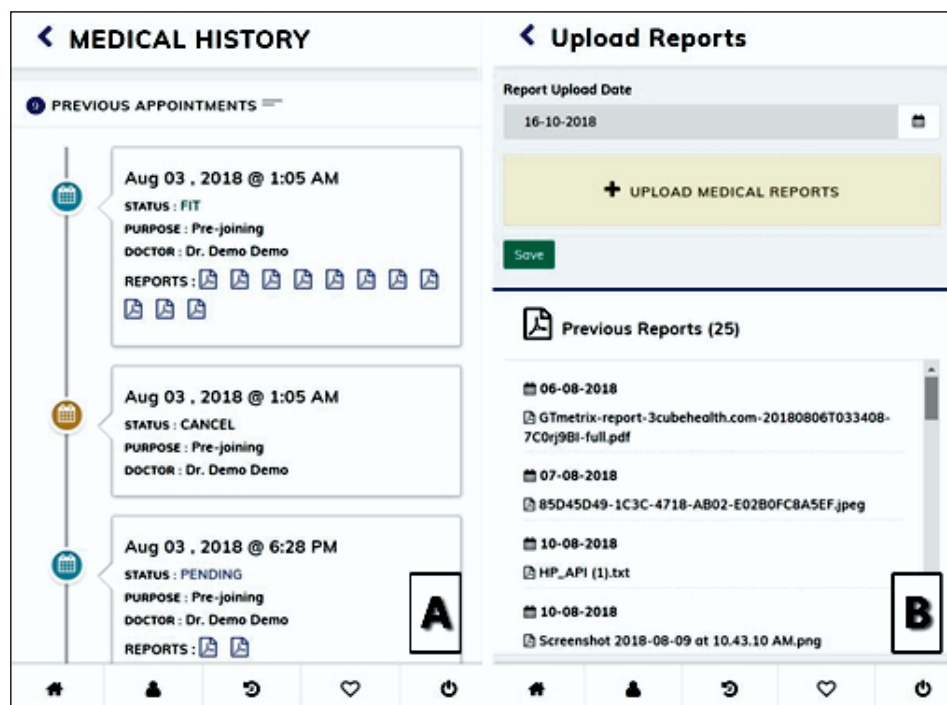 MEDICAL HISTORY
9 PREVIOUS APPOINTMENTS
Aug 03 , 2018 @ 1:05 AM
STATUS : FIT
PURPOSE : Pre-joining
DOCTOR : Dr. Demo Demo
REPORTS :
Aug 03 , 2018 @ 1:05 AM
STATUS : CANCEL
PURPOSE : Pre-joining
DOCTOR : Dr. Demo Demo
Aug 03 , 2018 @ 6:28 PM
STATUS : PENDING
PURPOSE : Pre-joining
DOCTOR : Dr. Demo Demo
REPORTS :
A
Upload Reports
Report Upload Date
16-10-2018
+ UPLOAD MEDICAL REPORTS
Save
Previous Reports (25)
06-08-2018
GTmetrix-report-3cubehealth.com-20180806T033408-
7C0rj9BI-full.pdf
07-08-2018
85D45D49-1C3C-4718-AB02-E02B0FC8A5EF.jpeg
10-08-2018
HP_API (1).txt
10-08-2018
Screenshot 2018-08-09 at 10.43.10 AM.png
B